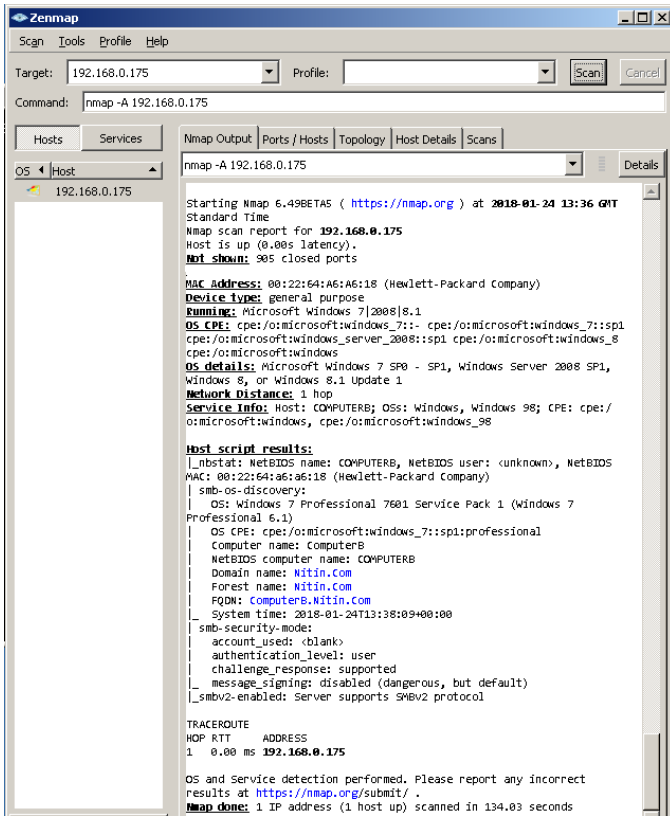 Zenmap
Scan Tools Profile Help
Target: 192.168.0.175 Profile: Scan Cancel
Command: nmap -A 192.168.0.175
Hosts Services Nmap Output Ports / Hosts Topology Host Details Scans
OS Host nmap -A 192.168.0.175 Details
192.168.0.175
Starting Nmap 6.49BETA5 ( https://nmap.org ) at 2018-01-24 13:36 GMT
Standard Time
Nmap scan report for 192.168.0.175
Host is up (0.00s latency).
Not shown: 905 closed ports
.
MAC Address: 00:22:64:A6:A6:18 (Hewlett-Packard Company)
Device type: general purpose
Running: Microsoft Windows 7|2008|8.1
OS CPE: cpe:/o:microsoft:windows_7::- cpe:/o:microsoft:windows_7::sp1
cpe:/o:microsoft:windows_server_2008::sp1 cpe:/o:microsoft:windows_8
cpe:/o:microsoft:windows
OS details: Microsoft Windows 7 SP0 - SP1, Windows Server 2008 SP1,
Windows 8, or Windows 8.1 Update 1
Network Distance: 1 hop
Service Info: Host: COMPUTERB; OSs: Windows, Windows 98; CPE: cpe:/
o:microsoft:windows, cpe:/o:microsoft:windows_98
Host script results:
|_nbstat: NetBIOS name: COMPUTERB, NetBIOS user: <unknown>, NetBIOS
MAC: 00:22:64:a6:a6:18 (Hewlett-Packard Company)
| smb-os-discovery:
|   OS: Windows 7 Professional 7601 Service Pack 1 (Windows 7
Professional 6.1)
|   OS CPE: cpe:/o:microsoft:windows_7::sp1:professional
|   Computer name: ComputerB
|   NetBIOS computer name: COMPUTERB
|   Domain name: Nitin.Com
|   Forest name: Nitin.Com
|   FQDN: ComputerB.Nitin.Com
|_  System time: 2018-01-24T13:38:09+00:00
| smb-security-mode:
|   account_used: <blank>
|   authentication_level: user
|   challenge_response: supported
|_  message_signing: disabled (dangerous, but default)
|_smbv2-enabled: Server supports SMBv2 protocol
TRACEROUTE
HOP RTT     ADDRESS
1   0.00 ms 192.168.0.175
OS and Service detection performed. Please report any incorrect
results at https://nmap.org/submit/ .
Nmap done: 1 IP address (1 host up) scanned in 134.03 seconds